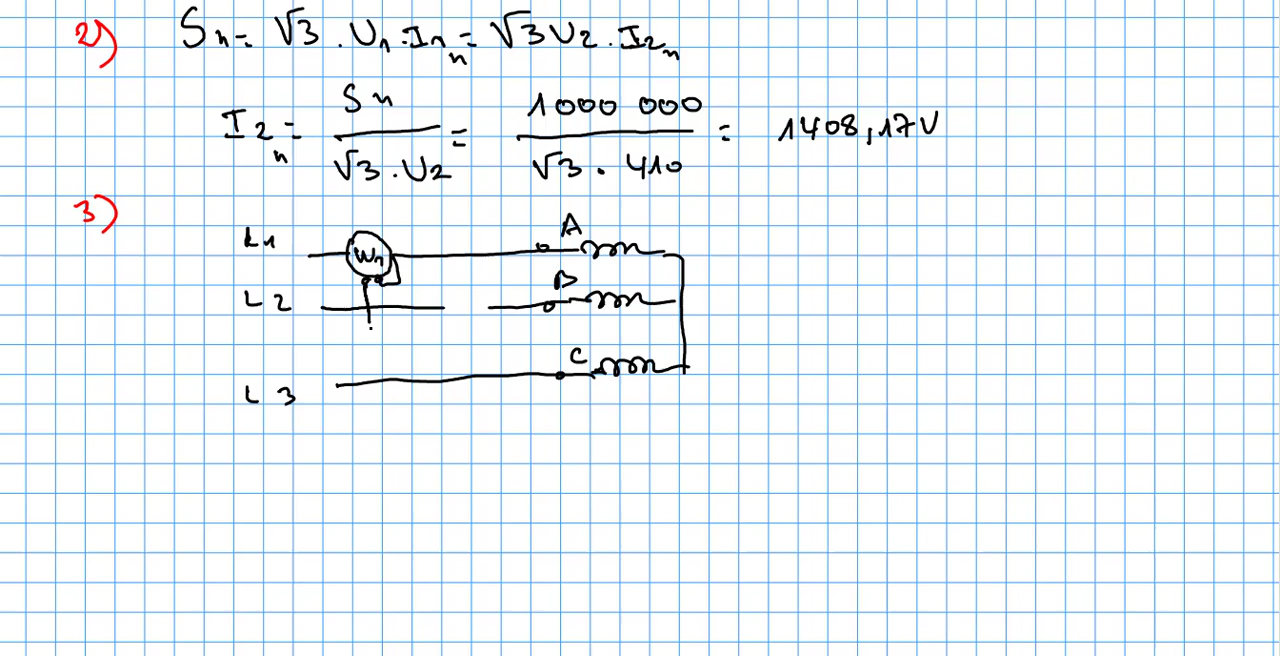 2) Sn = √3 . U1 . I1n = √3 U2 . I2n
I2n = Sn / √3 . U2 = 1000 000 / √3 . 410 = 1408,17 V
3)
L1 W1 A
L2 B
L3 C